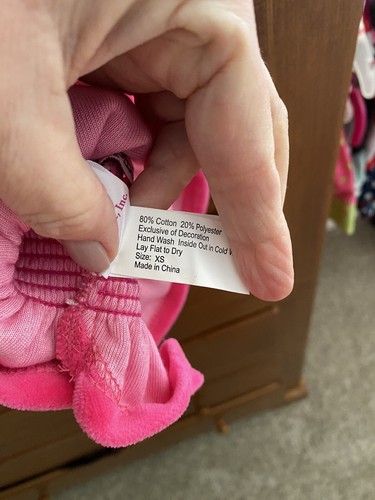 , Inc.
80% Cotton 20% Polyester
Exclusive of Decoration
Hand Wash Inside Out in Cold
Lay Flat to Dry
Size: XS
Made in China